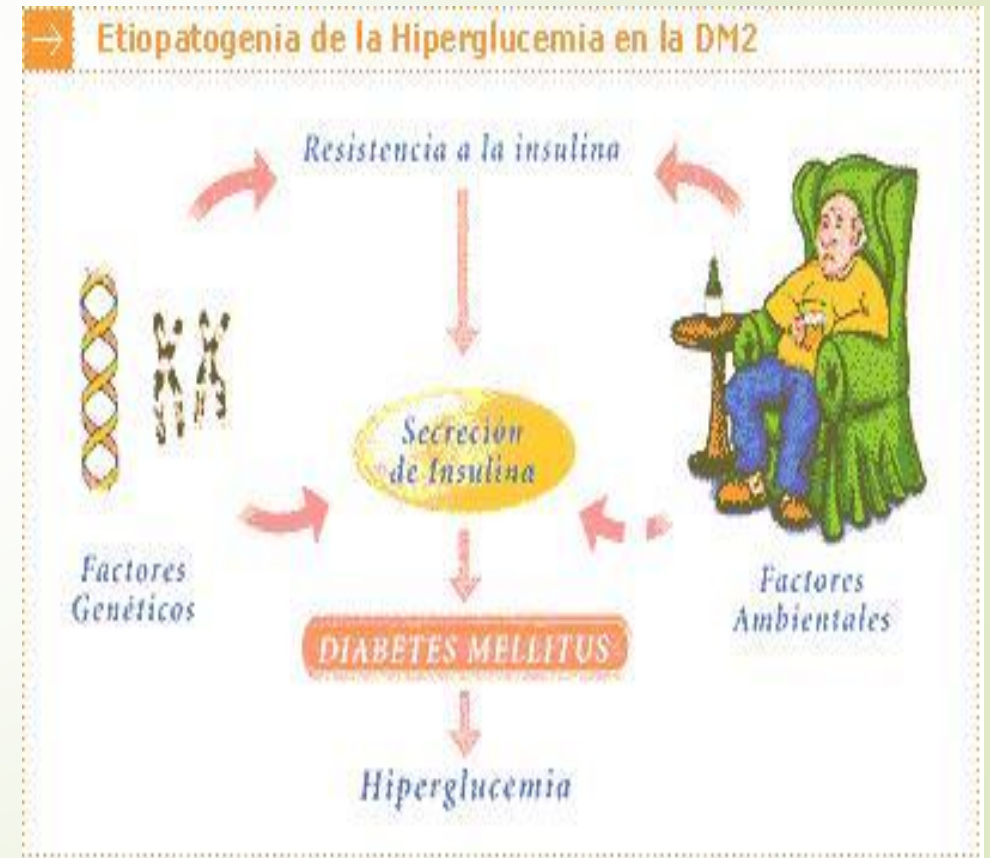 Etiopatogenia de la Hiperglucemia en la DM2
Resistencia a la insulina
Secreción
de Insulina
Factores
Genéticos
Factores
Ambientales
DIABETES MELLITUS
Hiperglucemia